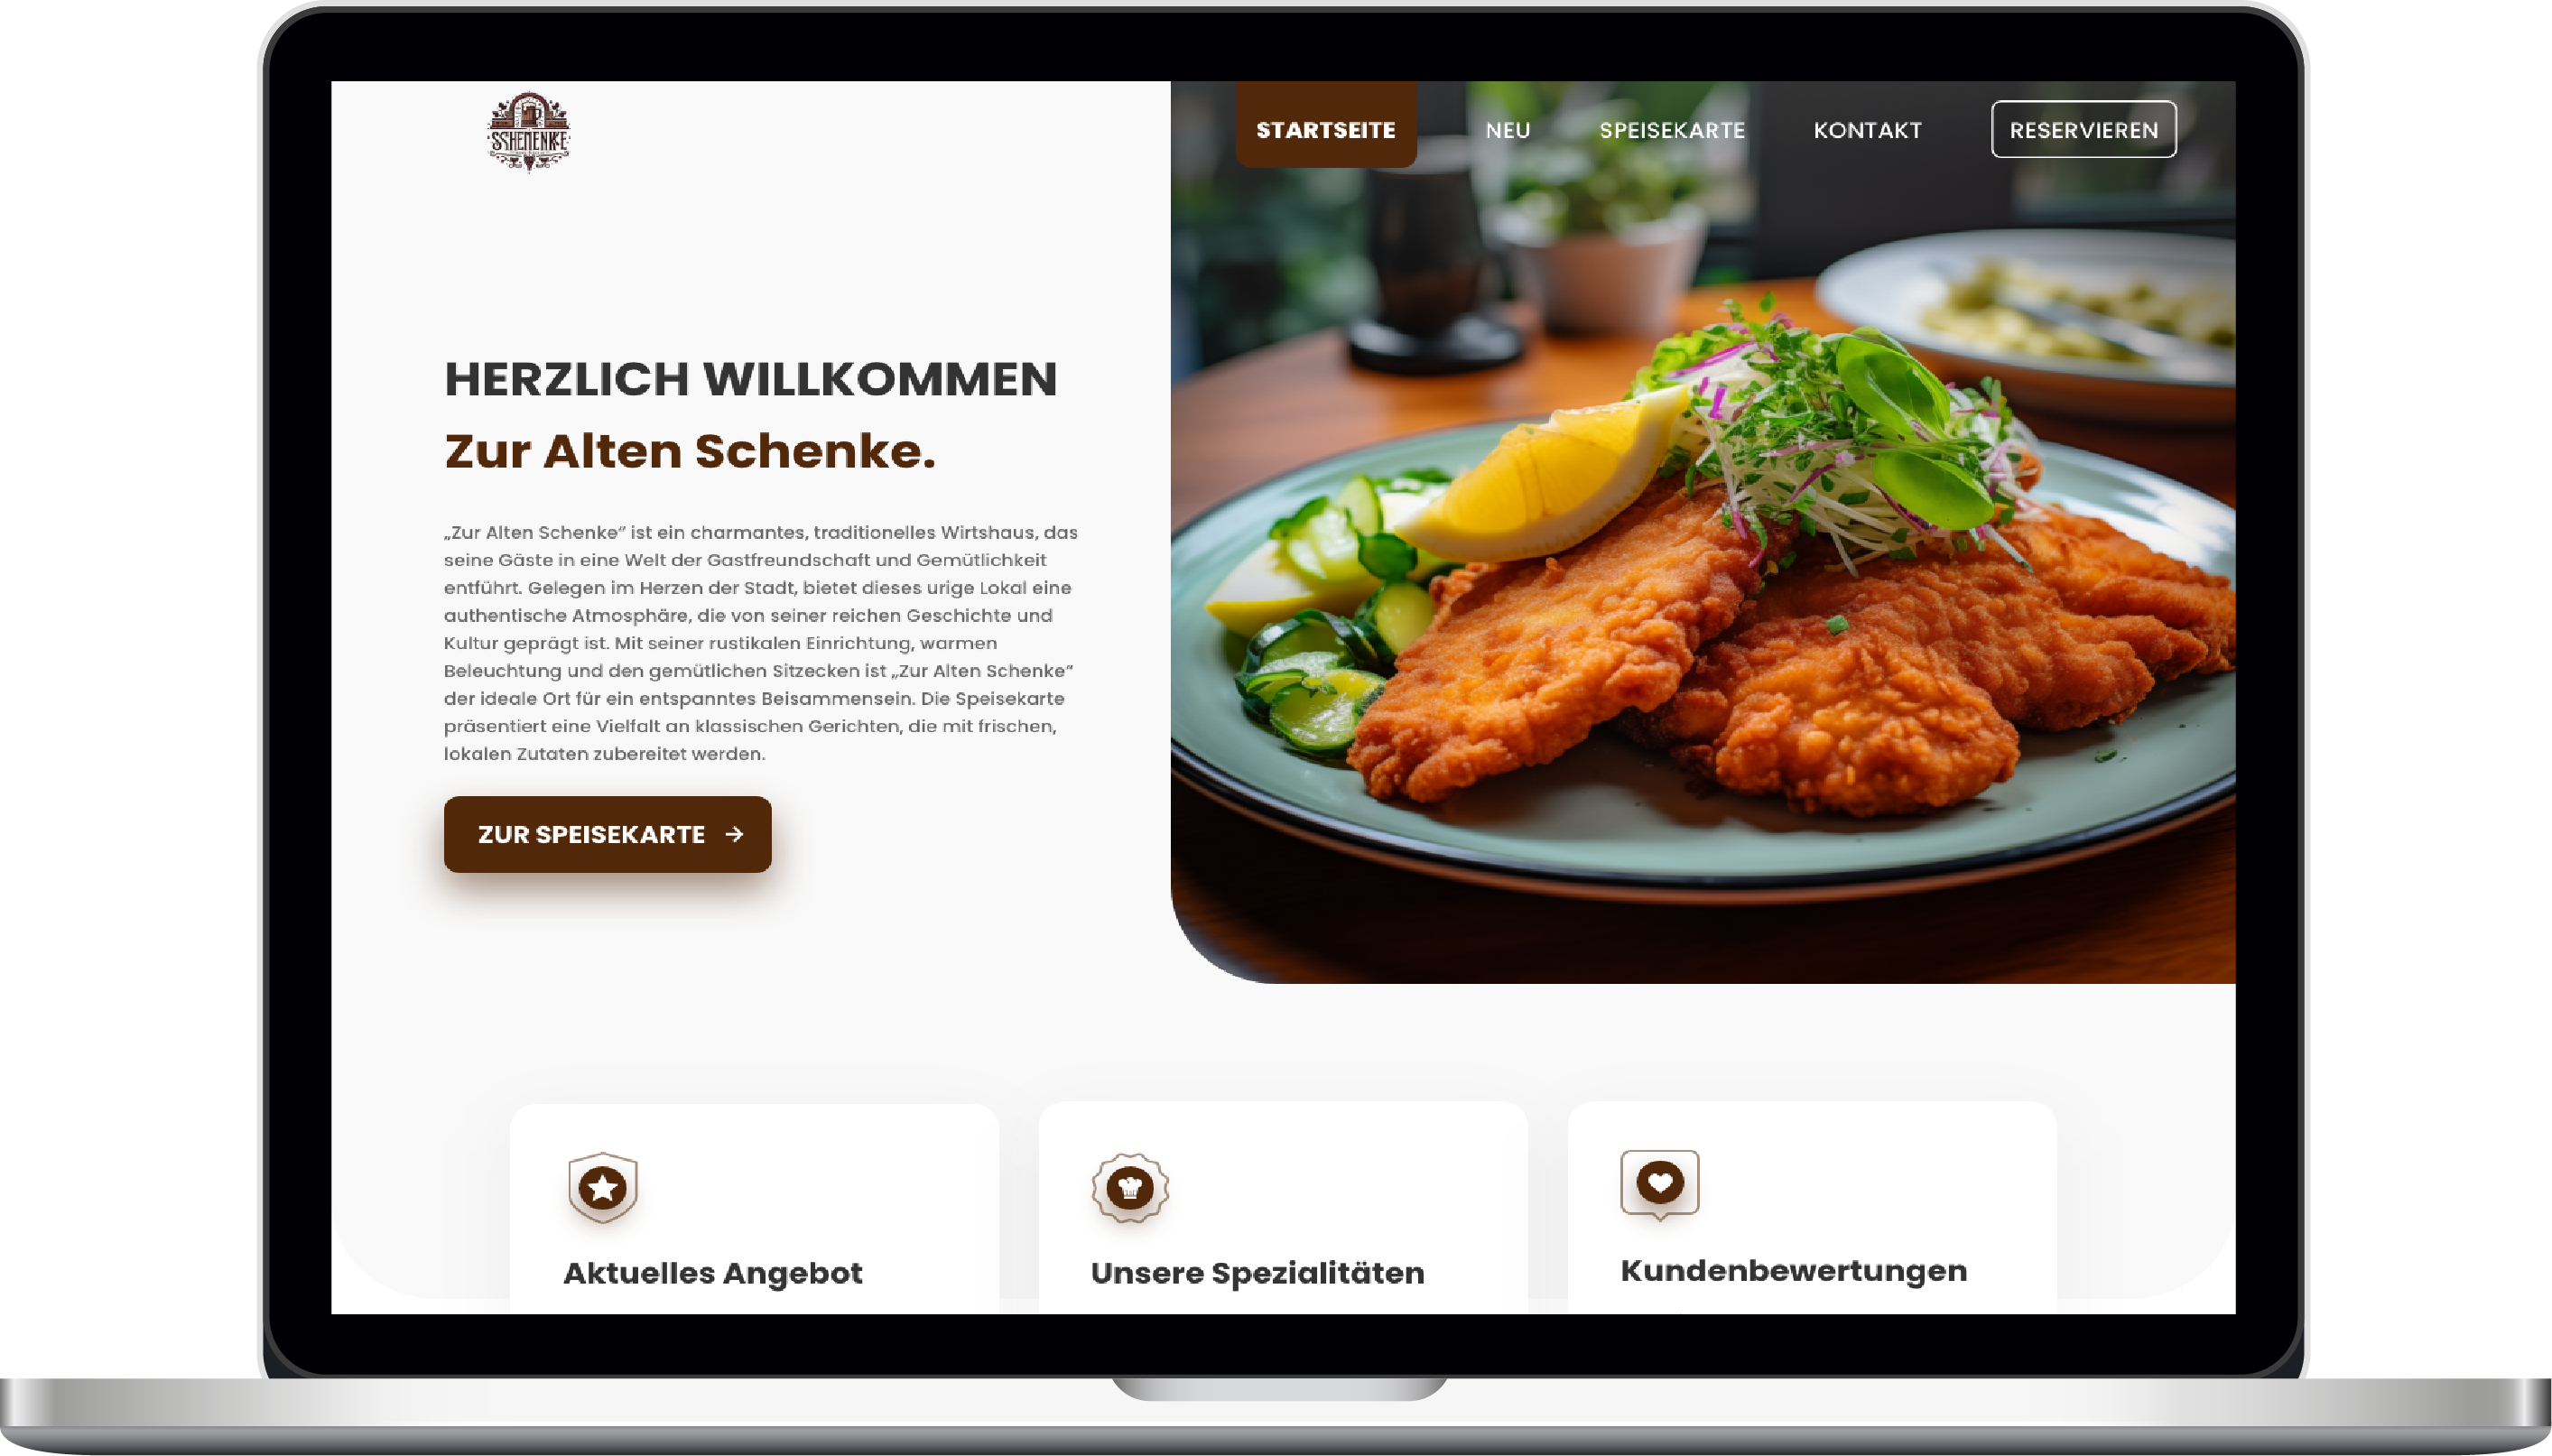 SSHEMENKE
STARTSEITE NEU SPEISEKARTE KONTAKT RESERVIEREN
HERZLICH WILLKOMMEN
Zur Alten Schenke.
„Zur Alten Schenke“ ist ein charmantes, traditionelles Wirtshaus, das
seine Gäste in eine Welt der Gastfreundschaft und Gemütlichkeit
entführt. Gelegen im Herzen der Stadt, bietet dieses urige Lokal eine
authentische Atmosphäre, die von seiner reichen Geschichte und
Kultur geprägt ist. Mit seiner rustikalen Einrichtung, warmen
Beleuchtung und den gemütlichen Sitzecken ist „Zur Alten Schenke“
der ideale Ort für ein entspanntes Beisammensein. Die Speisekarte
präsentiert eine Vielfalt an klassischen Gerichten, die mit frischen,
lokalen Zutaten zubereitet werden.
ZUR SPEISEKARTE →
Aktuelles Angebot
Unsere Spezialitäten
Kundenbewertungen